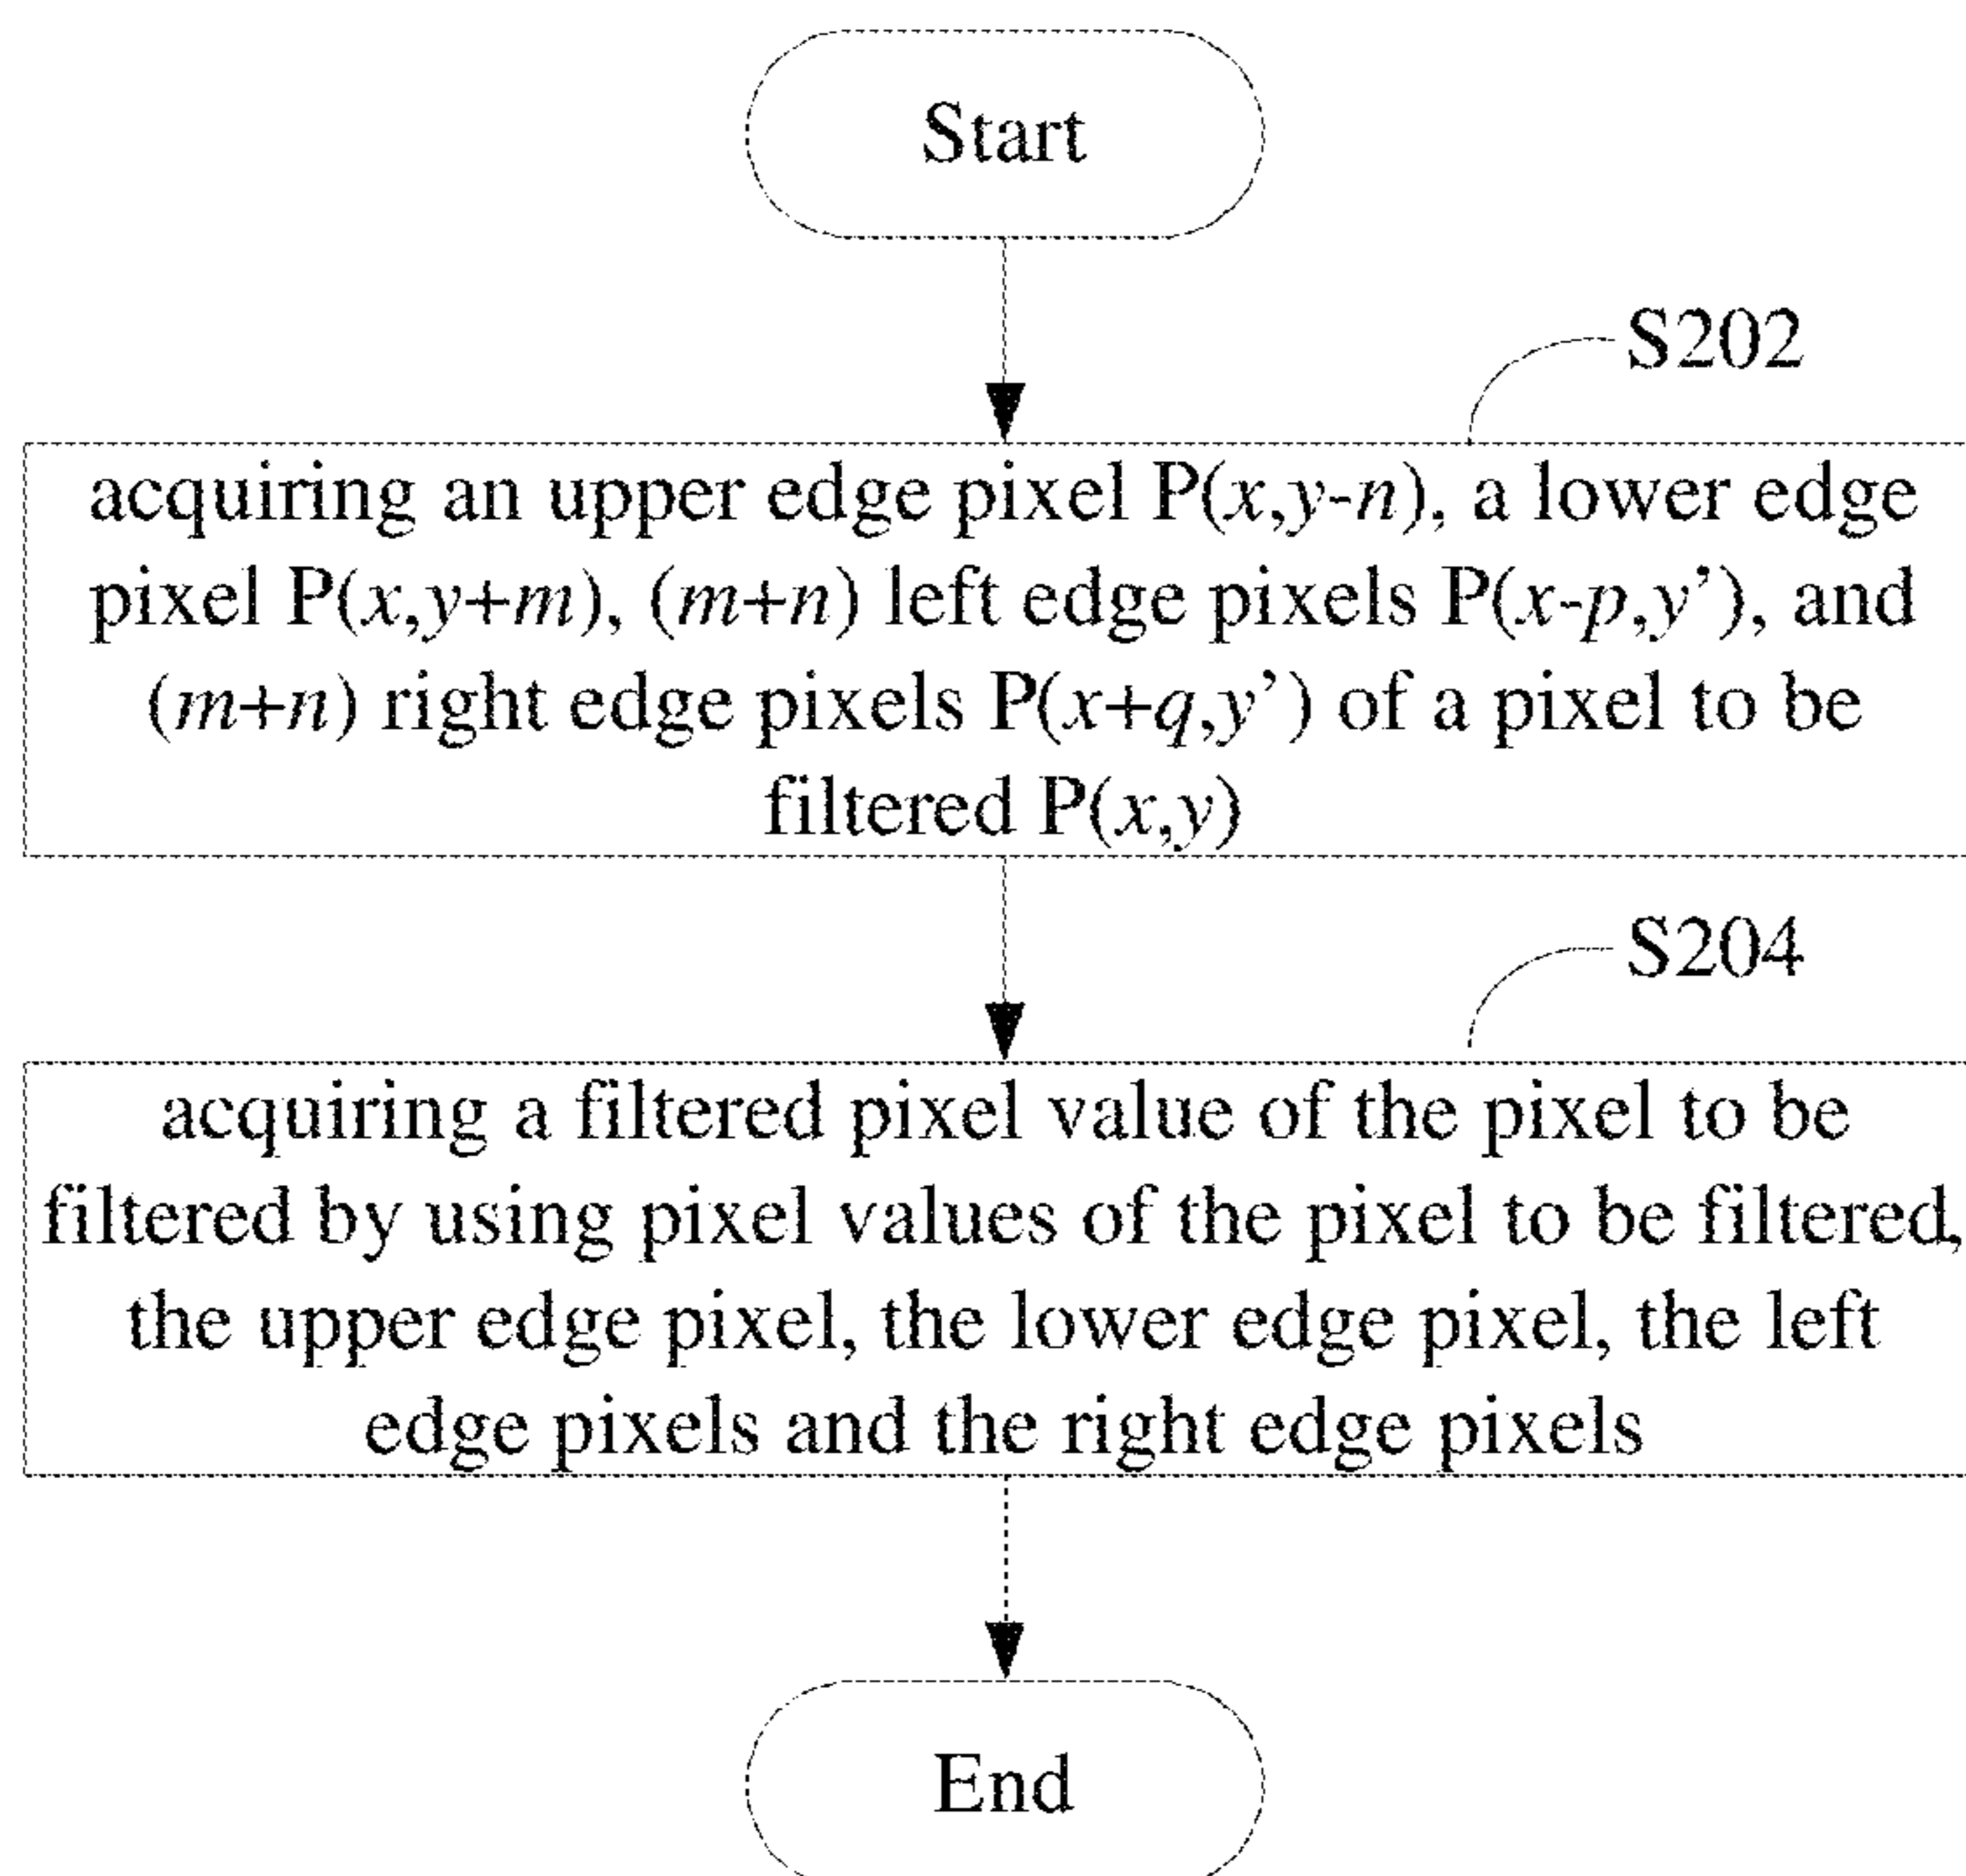 Start
S202
acquiring an upper edge pixel P(x,y-n), a lower edge
pixel P(x,y+m), (m+n) left edge pixels P(x-p,y’), and
(m+n) right edge pixels P(x+q,y’) of a pixel to be
filtered P(x,y)
S204
acquiring a filtered pixel value of the pixel to be
filtered by using pixel values of the pixel to be filtered,
the upper edge pixel, the lower edge pixel, the left
edge pixels and the right edge pixels
End